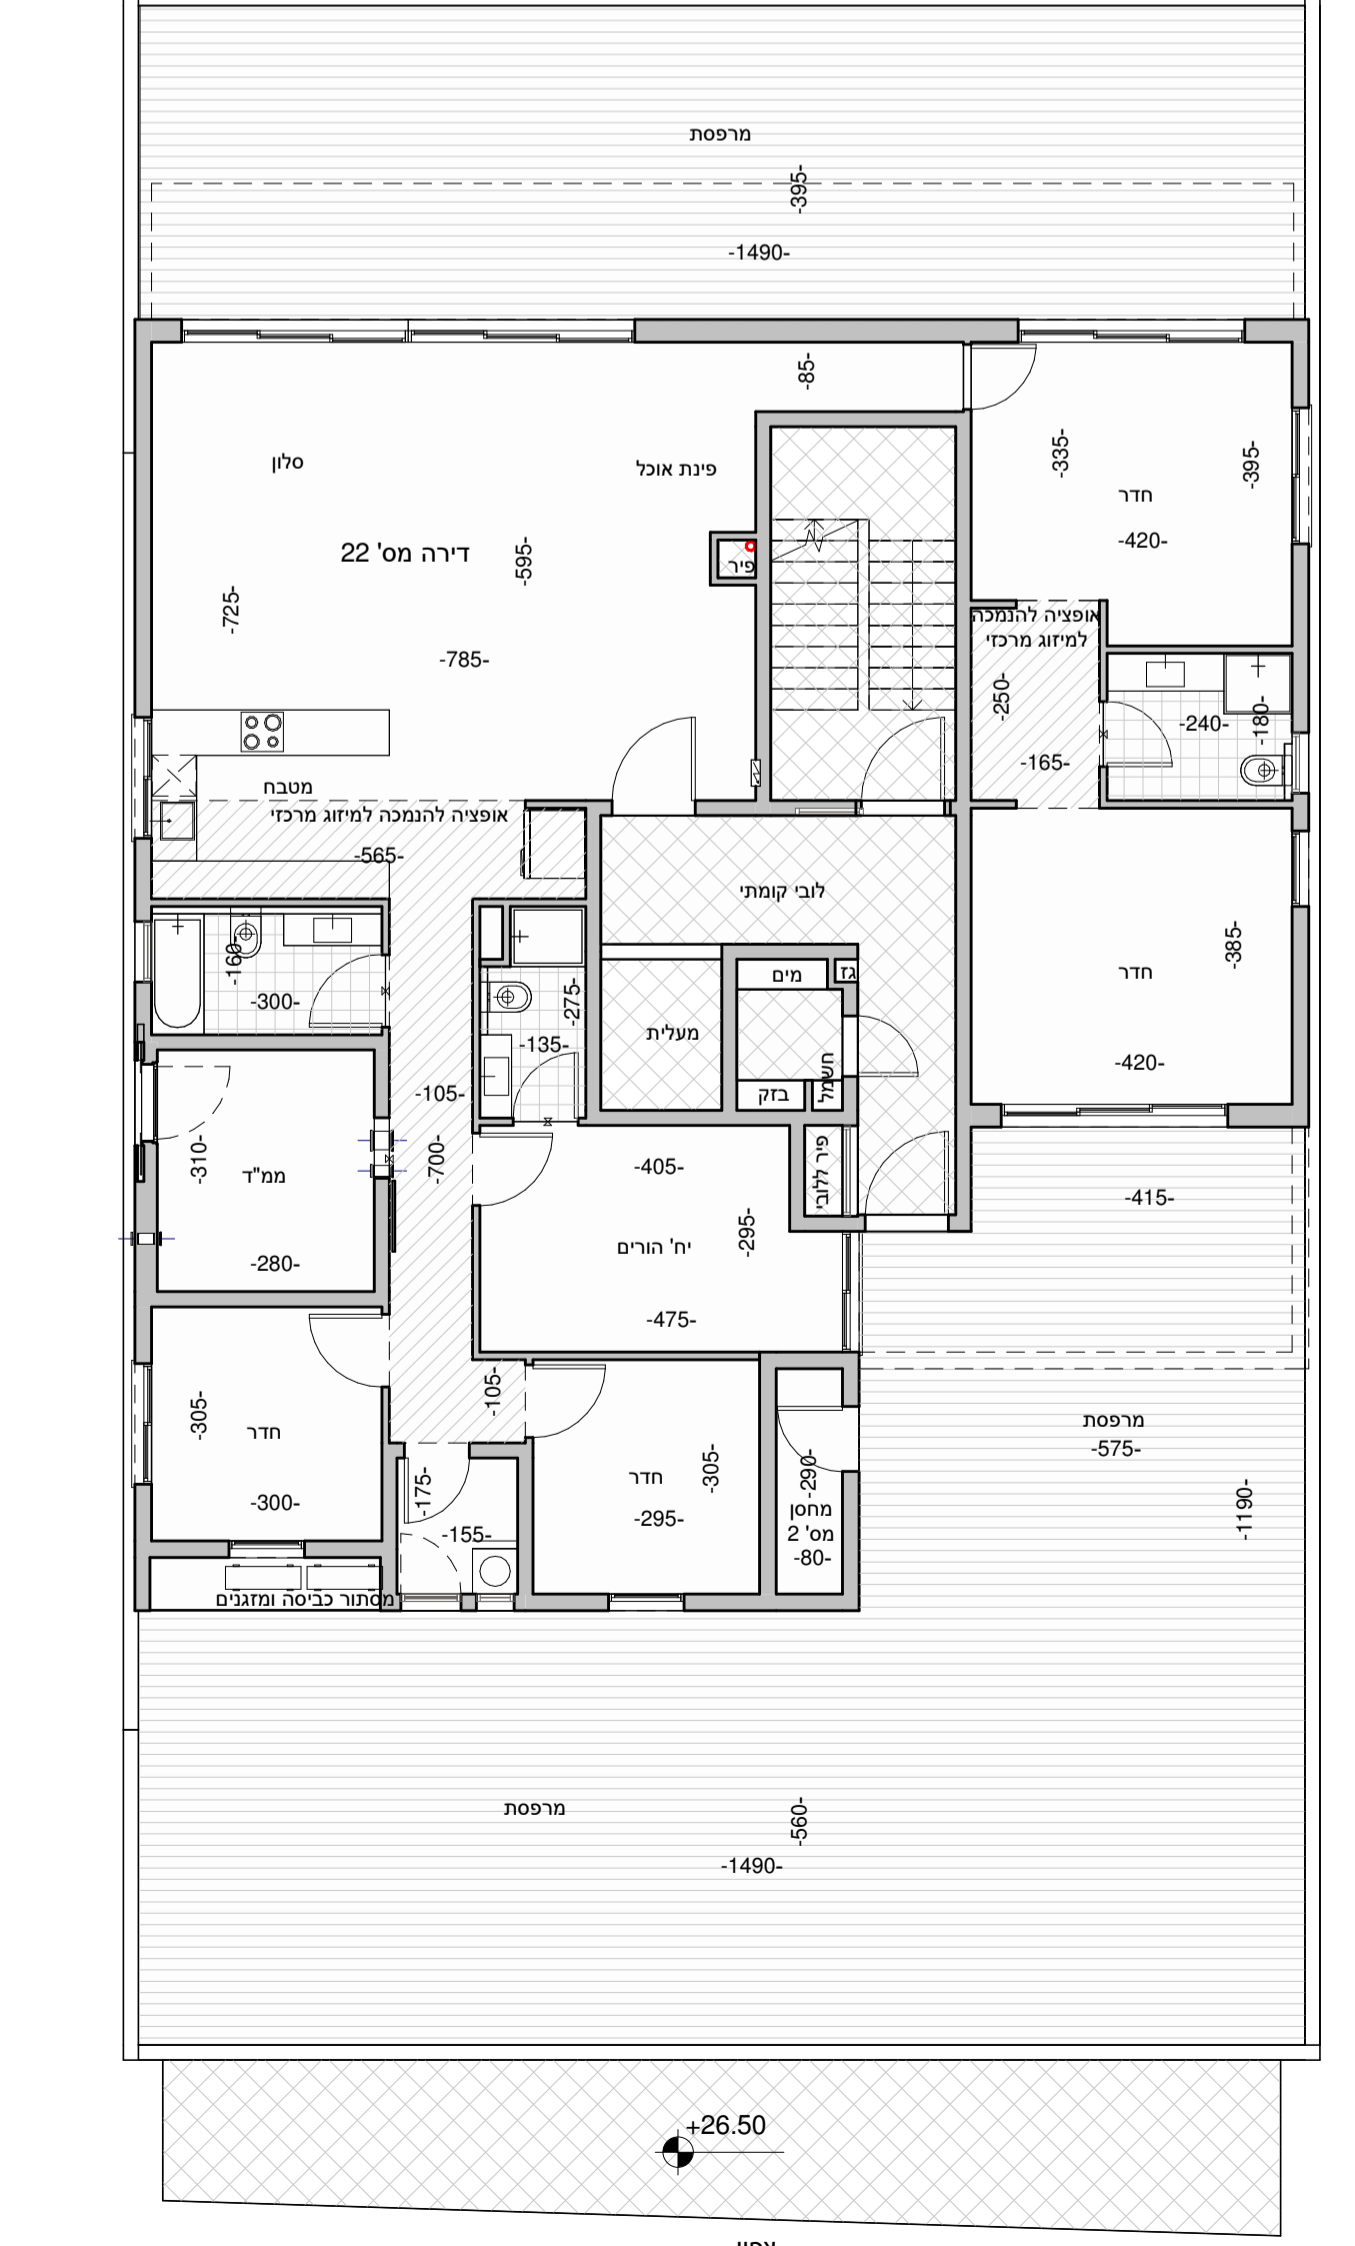 מרפסת
-395-
-1490-
-85-
סלון
פינת אוכל
-335-
-395-
חדר
-420-
דירה מס' 22
-595-
פיר
-725-
-785-
אופציה להנמכה
למיזוג מרכזי
-250-
-240-
-180-
-165-
מטבח
אופציה להנמכה למיזוג מרכזי
-565-
לובי קומתי
-160-
-300-
-275-
-135-
מעלית
מים
גז
חשמל
בזק
-385-
חדר
-420-
-105-
-700-
-310-
ממ"ד
-280-
-405-
יח' הורים
-295-
-475-
פיר ללובי
-415-
-305-
חדר
-300-
-105-
-175-
-155-
חדר
-305-
-295-
-290-
מחסן
מס' 2
-80-
מרפסת
-575-
-1190-
מסתור כביסה ומזגנים
מרפסת
-560-
-1490-
+26.50